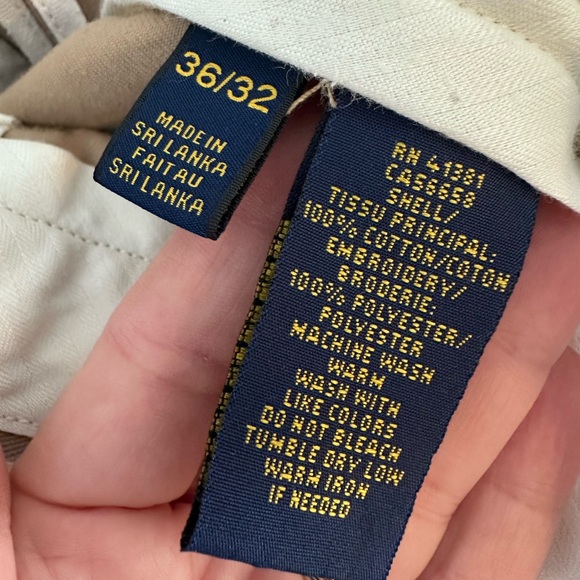 36/32
MADE IN
SRI LANKA
FAIT AU
SRI LANKA
RN 41381
CA56658
SHELL/
TISSU PRINCIPAL:
100% COTTON/COTON
EMBROIDERY/
BRODERIE:
100% POLYESTER/
POLYESTER
MACHINE WASH
WARM
WASH WITH
LIKE COLORS
DO NOT BLEACH
TUMBLE DRY LOW
WARM IRON
IF NEEDED